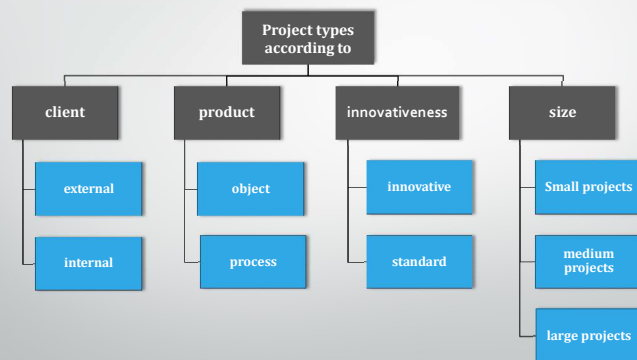 Project types
according to
client
product
innovativeness
size
external
object
innovative
Small projects
internal
process
standard
medium
projects
large projects